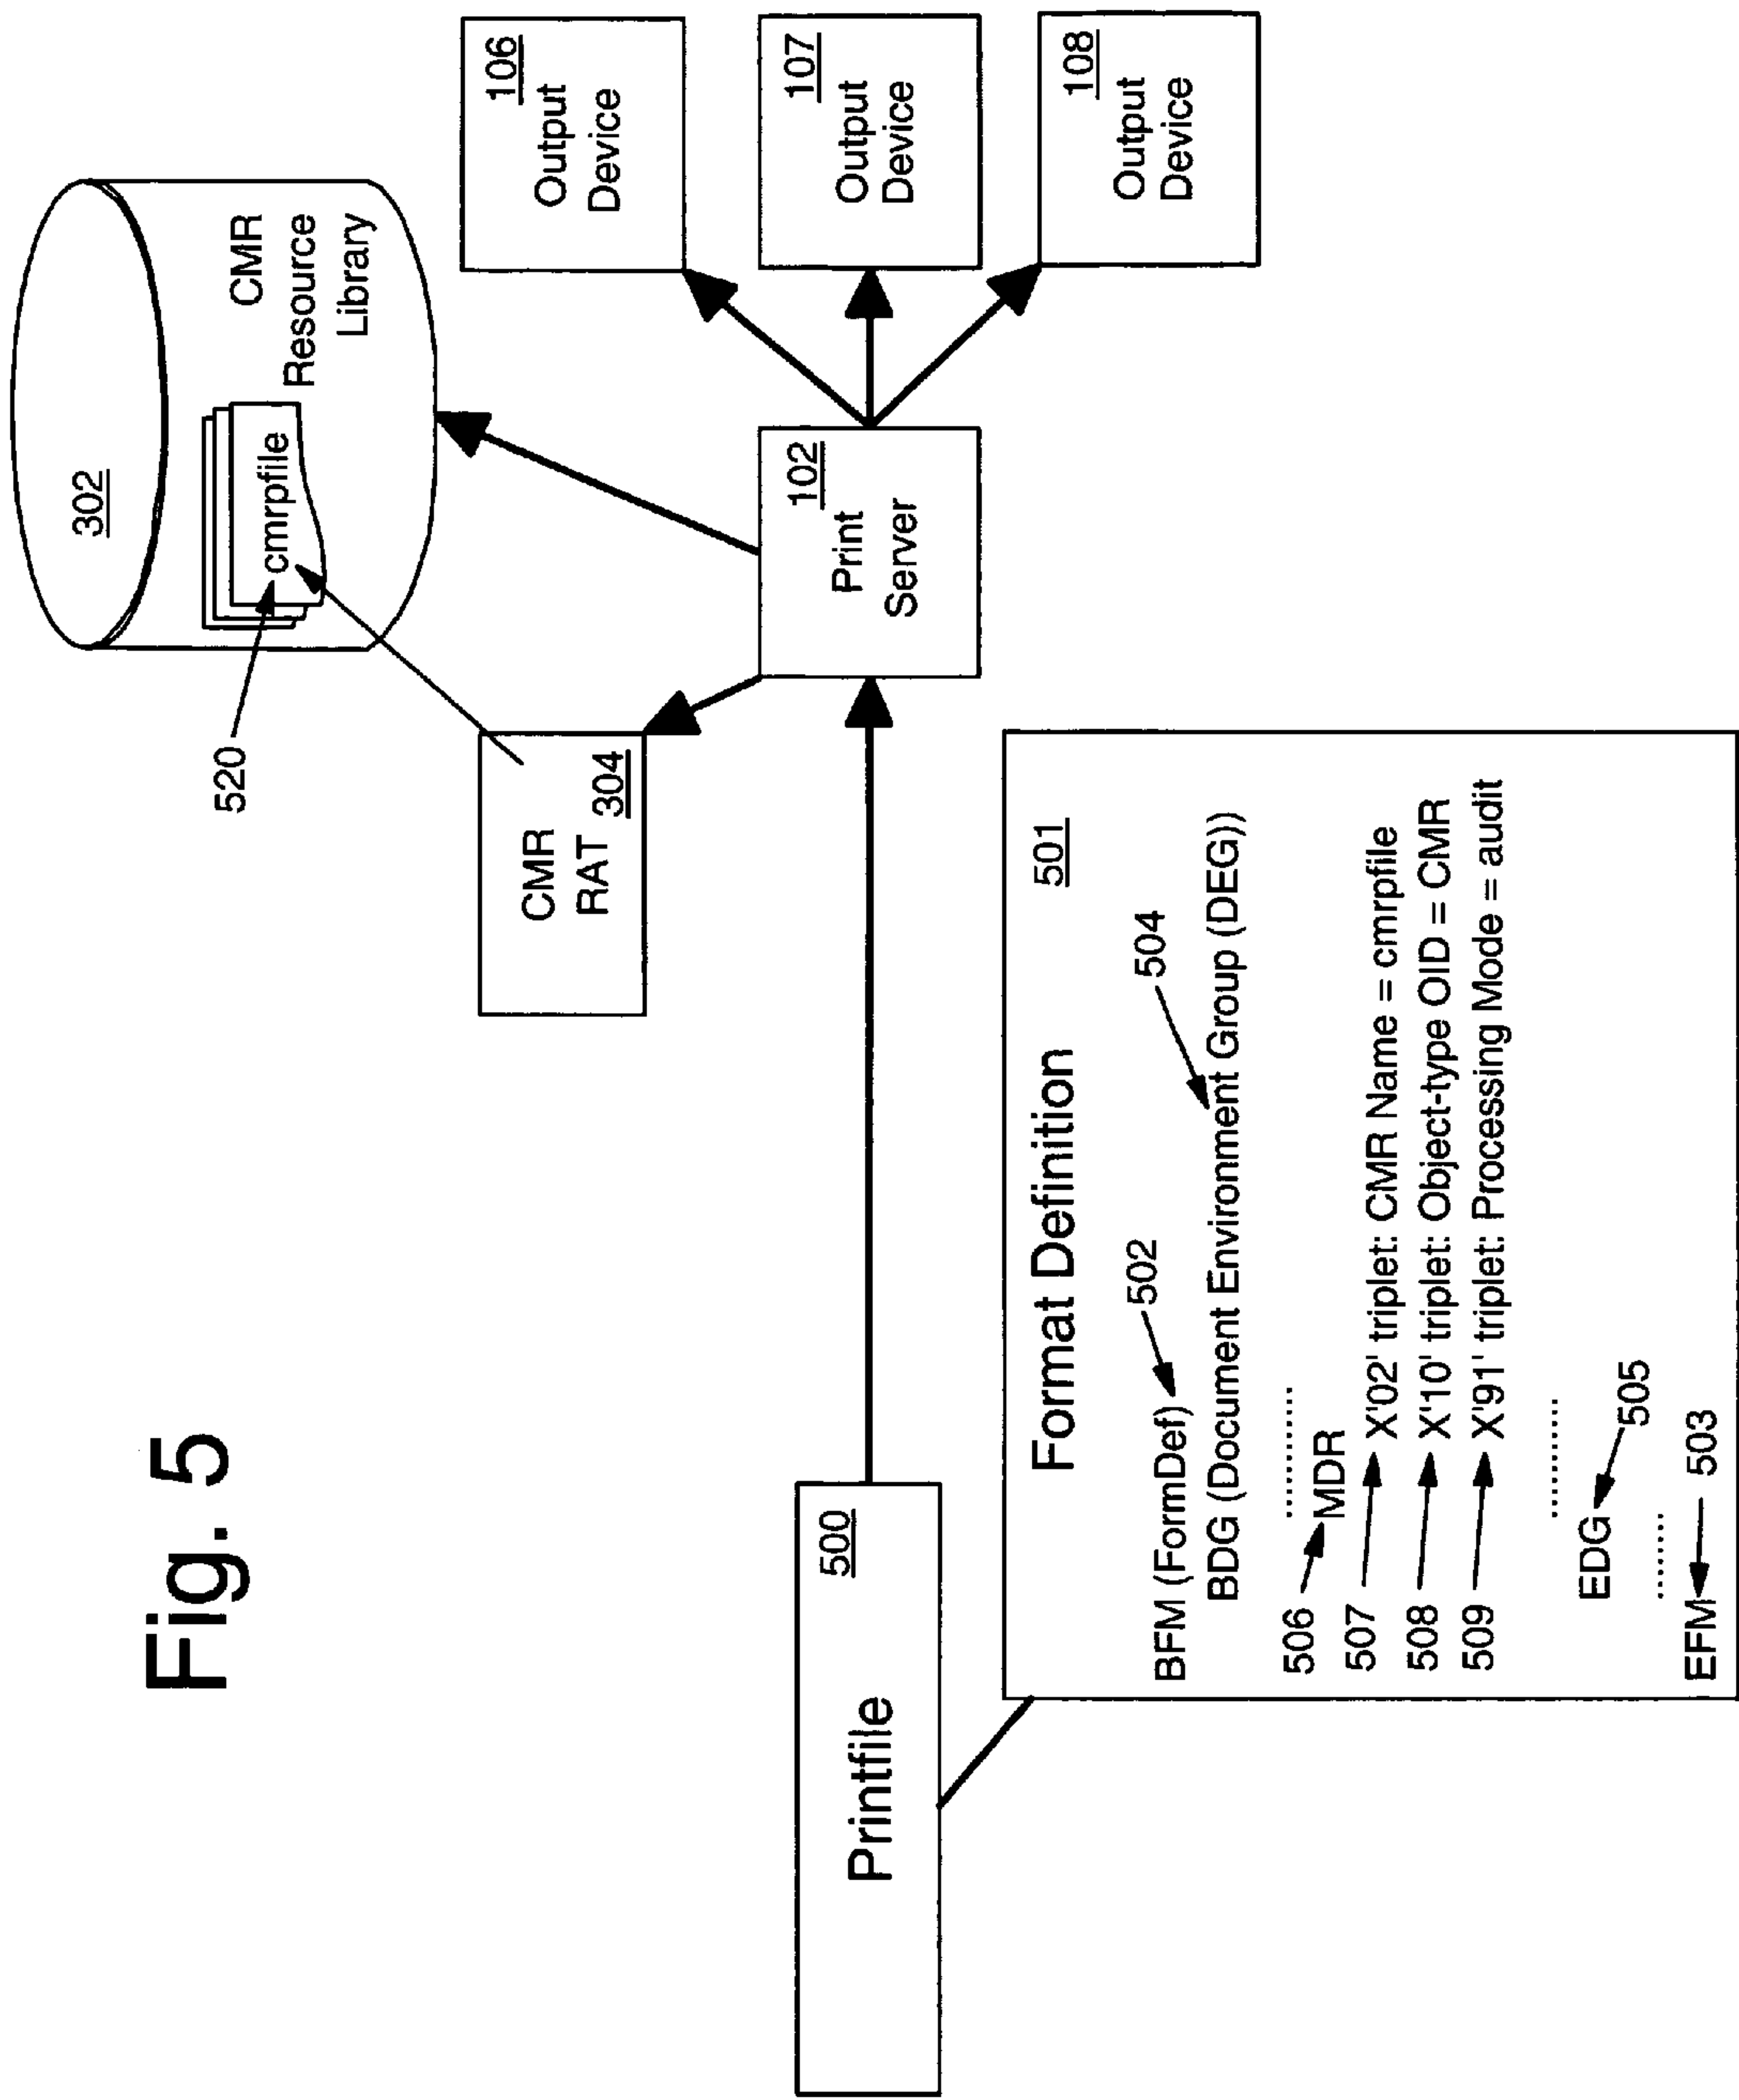 Fig. 5
302
CMR
Resource
Library
cmrpfile
520
CMR
RAT
304
106
Output
Device
107
Output
Device
108
Output
Device
102
Print
Server
500
Printfile
501
Format Definition
502
504
BFM (FormDef)
BDG (Document Environment Group (DEG))
..........
506 MDR
507 X'02' triplet: CMR Name = cmrpfile
508 X'10' triplet: Object-type OID = CMR
509 X'91' triplet: Processing Mode = audit
..........
EDG 505
.......
EFM 503